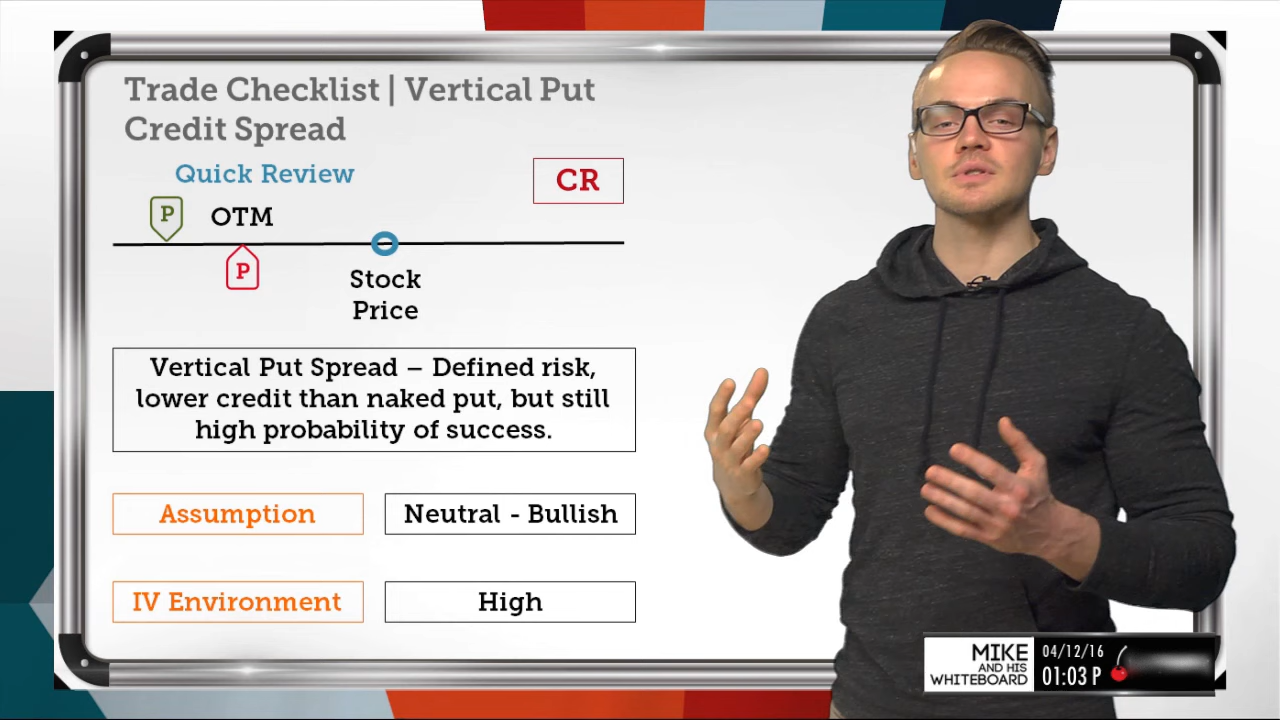 Trade Checklist | Vertical Put
Credit Spread
Quick Review
CR
P
OTM
P
Stock
Price
Vertical Put Spread – Defined risk,
lower credit than naked put, but still
high probability of success.
Assumption
Neutral - Bullish
IV Environment
High
MIKE
AND HIS
WHITEBOARD
04/12/16
01:03 P